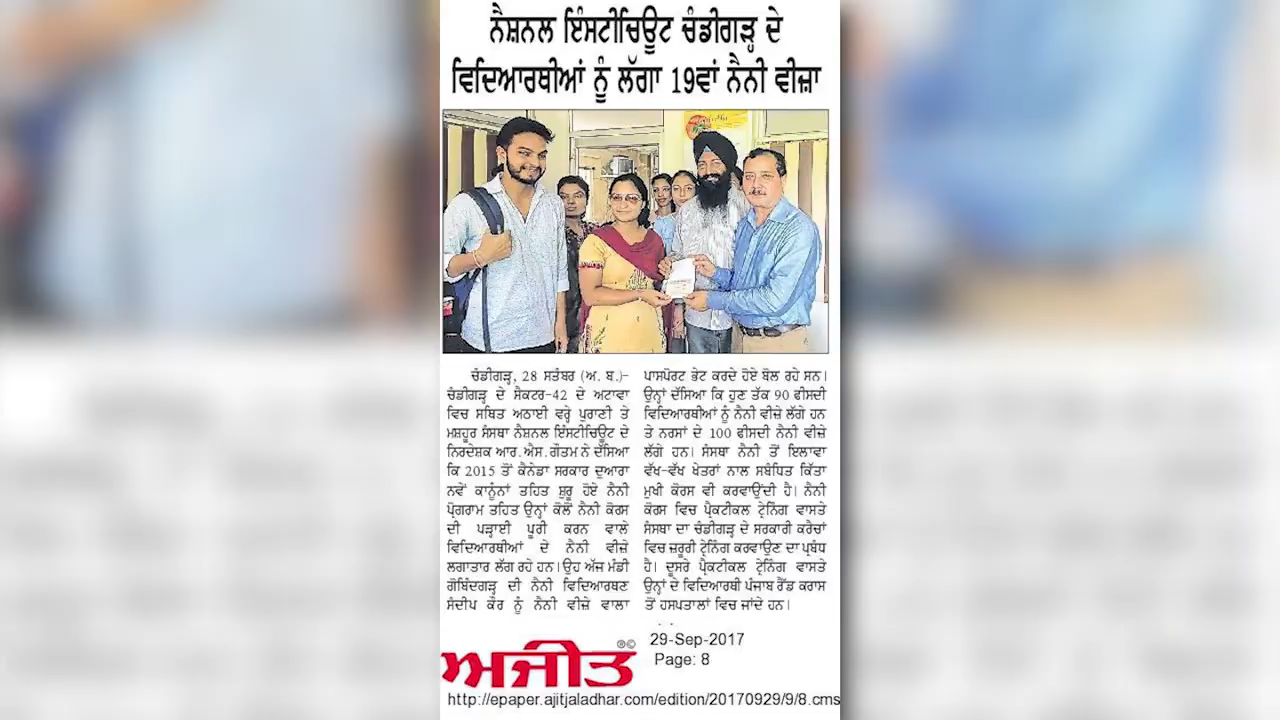 ਨੈਸ਼ਨਲ ਇੰਸਟੀਚਿਊਟ ਚੰਡੀਗੜ੍ਹ ਦੇ
ਵਿਦਿਆਰਥੀਆਂ ਨੂੰ ਲੱਗਾ 19ਵਾਂ ਨੈਨੀ ਵੀਜ਼ਾ
ਚੰਡੀਗੜ੍ਹ, 28 ਸਤੰਬਰ (ਅ. ਬ.)-
ਚੰਡੀਗੜ੍ਹ ਦੇ ਸੈਕਟਰ-42 ਦੇ ਅਟਾਵਾ
ਵਿਚ ਸਥਿਤ ਅਠਾਈ ਵਰ੍ਹੇ ਪੁਰਾਣੀ ਤੇ
ਮਸ਼ਹੂਰ ਸੰਸਥਾ ਨੈਸ਼ਨਲ ਇੰਸਟੀਚਿਊਟ ਦੇ
ਨਿਰਦੇਸ਼ਕ ਆਰ. ਐਸ. ਗੌਤਮ ਨੇ ਦੱਸਿਆ
ਕਿ 2015 ਤੋਂ ਕੈਨੇਡਾ ਸਰਕਾਰ ਦੁਆਰਾ
ਨਵੇਂ ਕਾਨੂੰਨਾਂ ਤਹਿਤ ਸ਼ੁਰੂ ਹੋਏ ਨੈਨੀ
ਪ੍ਰੋਗਰਾਮ ਤਹਿਤ ਉਨ੍ਹਾਂ ਕੋਲੋਂ ਨੈਨੀ ਕੋਰਸ
ਦੀ ਪੜ੍ਹਾਈ ਪੂਰੀ ਕਰਨ ਵਾਲੇ
ਵਿਦਿਆਰਥੀਆਂ ਦੇ ਨੈਨੀ ਵੀਜ਼ੇ
ਲਗਾਤਾਰ ਲੱਗ ਰਹੇ ਹਨ। ਉਹ ਅੱਜ ਮੰਡੀ
ਗੋਬਿੰਦਗੜ੍ਹ ਦੀ ਨੈਨੀ ਵਿਦਿਆਰਥਣ
ਸੰਦੀਪ ਕੌਰ ਨੂੰ ਨੈਨੀ ਵੀਜ਼ੇ ਵਾਲਾ
ਪਾਸਪੋਰਟ ਭੇਟ ਕਰਦੇ ਹੋਏ ਬੋਲ ਰਹੇ ਸਨ।
ਉਨ੍ਹਾਂ ਦੱਸਿਆ ਕਿ ਹੁਣ ਤੱਕ 90 ਫੀਸਦੀ
ਵਿਦਿਆਰਥੀਆਂ ਨੂੰ ਨੈਨੀ ਵੀਜ਼ੇ ਲੱਗੇ ਹਨ
ਤੇ ਨਰਸਾਂ ਦੇ 100 ਫੀਸਦੀ ਨੈਨੀ ਵੀਜ਼ੇ
ਲੱਗੇ ਹਨ। ਸੰਸਥਾ ਨੈਨੀ ਤੋਂ ਇਲਾਵਾ
ਵੱਖ-ਵੱਖ ਖੇਤਰਾਂ ਨਾਲ ਸਬੰਧਿਤ ਕਿੱਤਾ
ਮੁਖੀ ਕੋਰਸ ਵੀ ਕਰਵਾਉਂਦੀ ਹੈ। ਨੈਨੀ
ਕੋਰਸ ਵਿਚ ਪ੍ਰੈਕਟੀਕਲ ਟ੍ਰੇਨਿੰਗ ਵਾਸਤੇ
ਸੰਸਥਾ ਦਾ ਚੰਡੀਗੜ੍ਹ ਦੇ ਸਰਕਾਰੀ ਕਰੈਚਾਂ
ਵਿਚ ਜ਼ਰੂਰੀ ਟ੍ਰੇਨਿੰਗ ਕਰਵਾਉਣ ਦਾ ਪ੍ਰਬੰਧ
ਹੈ। ਦੂਸਰੇ ਪ੍ਰੈਕਟੀਕਲ ਟ੍ਰੇਨਿੰਗ ਵਾਸਤੇ
ਉਨ੍ਹਾਂ ਦੇ ਵਿਦਿਆਰਥੀ ਪੰਜਾਬ ਰੈੱਡ ਕਰਾਸ
ਤੋਂ ਹਸਪਤਾਲਾਂ ਵਿਚ ਜਾਂਦੇ ਹਨ।
ਅਜੀਤ
29-Sep-2017
Page: 8
http://epaper.ajitjaladhar.com/edition/20170929/9/8.cms